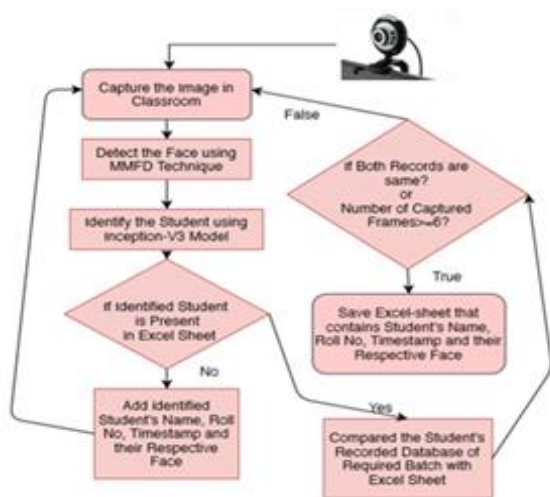 Capture the Image in
Classroom
Detect the Face using
MMFD Technique
Identify the Student using
Inception-V3 Model
If Identified Student
is Present
in Excel Sheet
No
Add identified
Student's Name, Roll
No, Timestamp and
their Respective
Face
Yes
Compared the Student's
Recorded Database of
Required Batch with
Excel Sheet
If Both Records are
same?
or
Number of Captured
Frames>=6?
False
True
Save Excel-sheet that
contains Student's Name,
Roll No, Timestamp and their
Respective Face